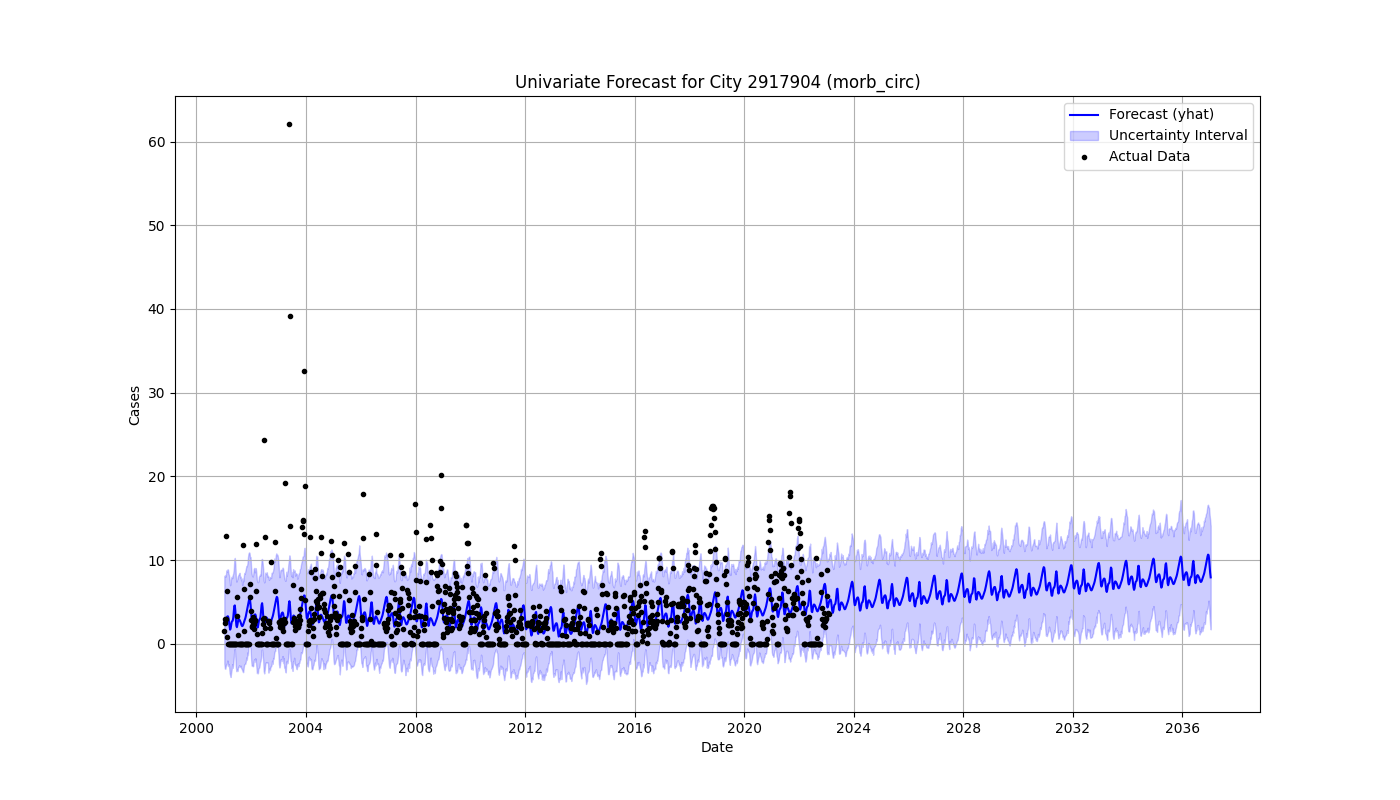 Univariate Forecast for City 2917904 (morb_circ)
Forecast (yhat)
Uncertainty Interval
Actual Data
60
50
40
30
20
10
0
Cases
2000 2004 2008 2012 2016 2020 2024 2028 2032 2036
Date